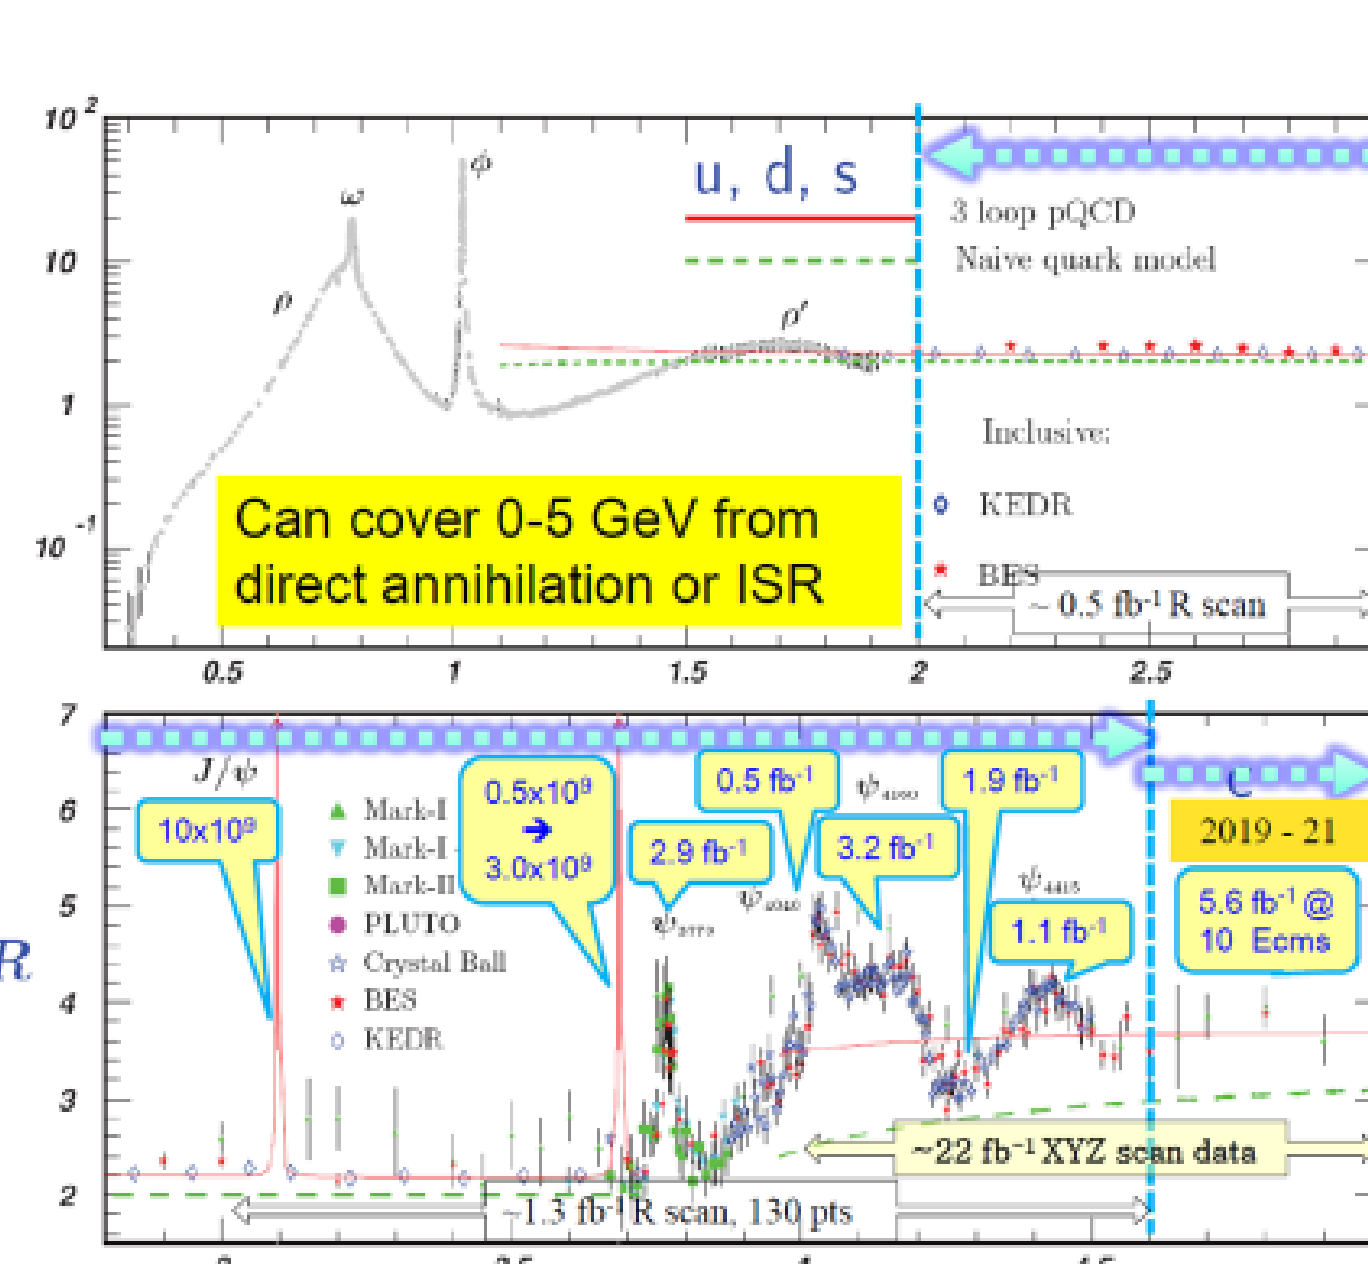 10²
ϕ
u, d, s
ω
3 loop pQCD
10
Naive quark model
ρ
ρ′
1
Inclusive:
Can cover 0-5 GeV from
direct annihilation or ISR
KEDR
10⁻¹
BES
~ 0.5 fb⁻¹ R scan
0.5 1 1.5 2 2.5
7
J/ψ
0.5x10⁹
➔
3.0x10⁹
0.5 fb⁻¹
1.9 fb⁻¹
6
10x10⁹
Mark-I
Mark-I
Mark-II
PLUTO
Crystal Ball
BES
KEDR
2.9 fb⁻¹
3.2 fb⁻¹
2019 - 21
5
ψ₃₇₇₀
ψ₄₀₄₀
ψ₄₄₁₅
1.1 fb⁻¹
5.6 fb⁻¹ @
10 Ecms
R
4
3
~22 fb⁻¹ XYZ scan data
2
~1.3 fb⁻¹ R scan, 130 pts